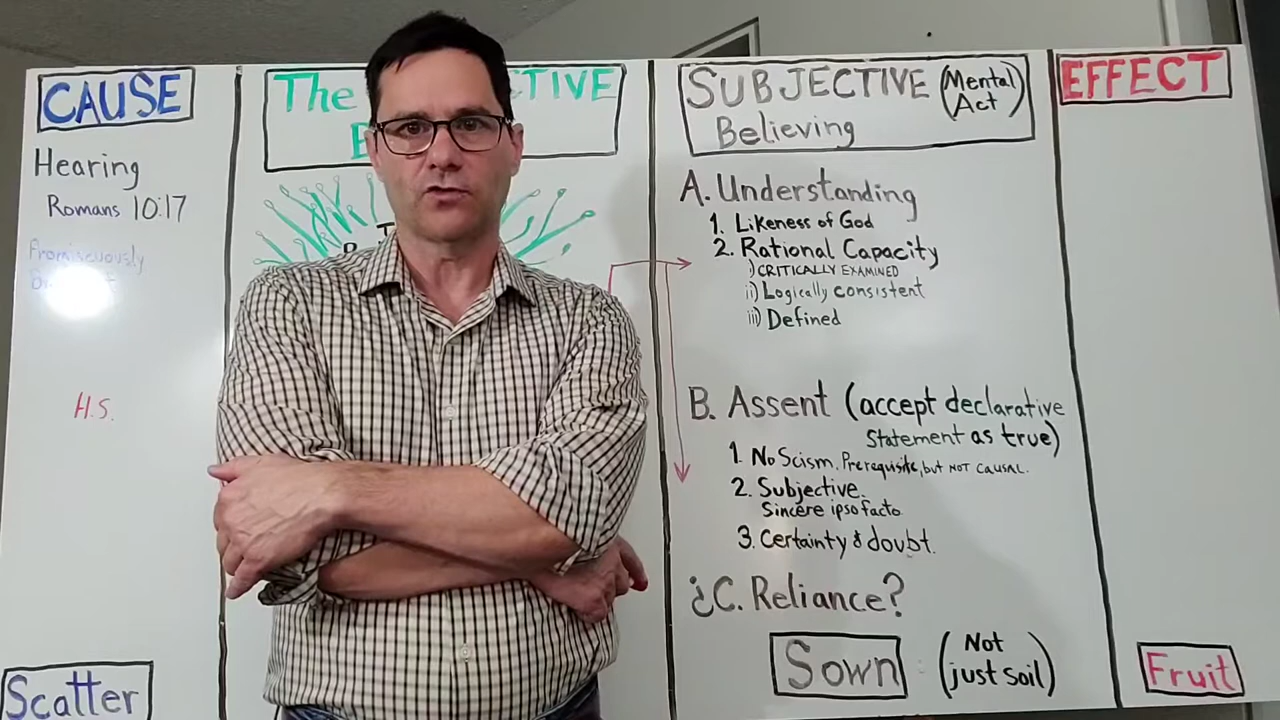 CAUSE
Hearing
Romans 10:17
Promiscuously
H.S.
Scatter
The
CTIVE
SUBJECTIVE (Mental Act)
Believing
A. Understanding
1. Likeness of God
2. Rational Capacity
i) CRITICALLY EXAMINED
ii) Logically consistent
iii) Defined
B. Assent (accept declarative
Statement as true)
1. No Scism. Prerequisite, but NOT CAUSAL.
2. Subjective.
Sincere ipso facto
3. Certainty & doubt.
¿C. Reliance?
Sown
(Not
just soil)
EFFECT
Fruit